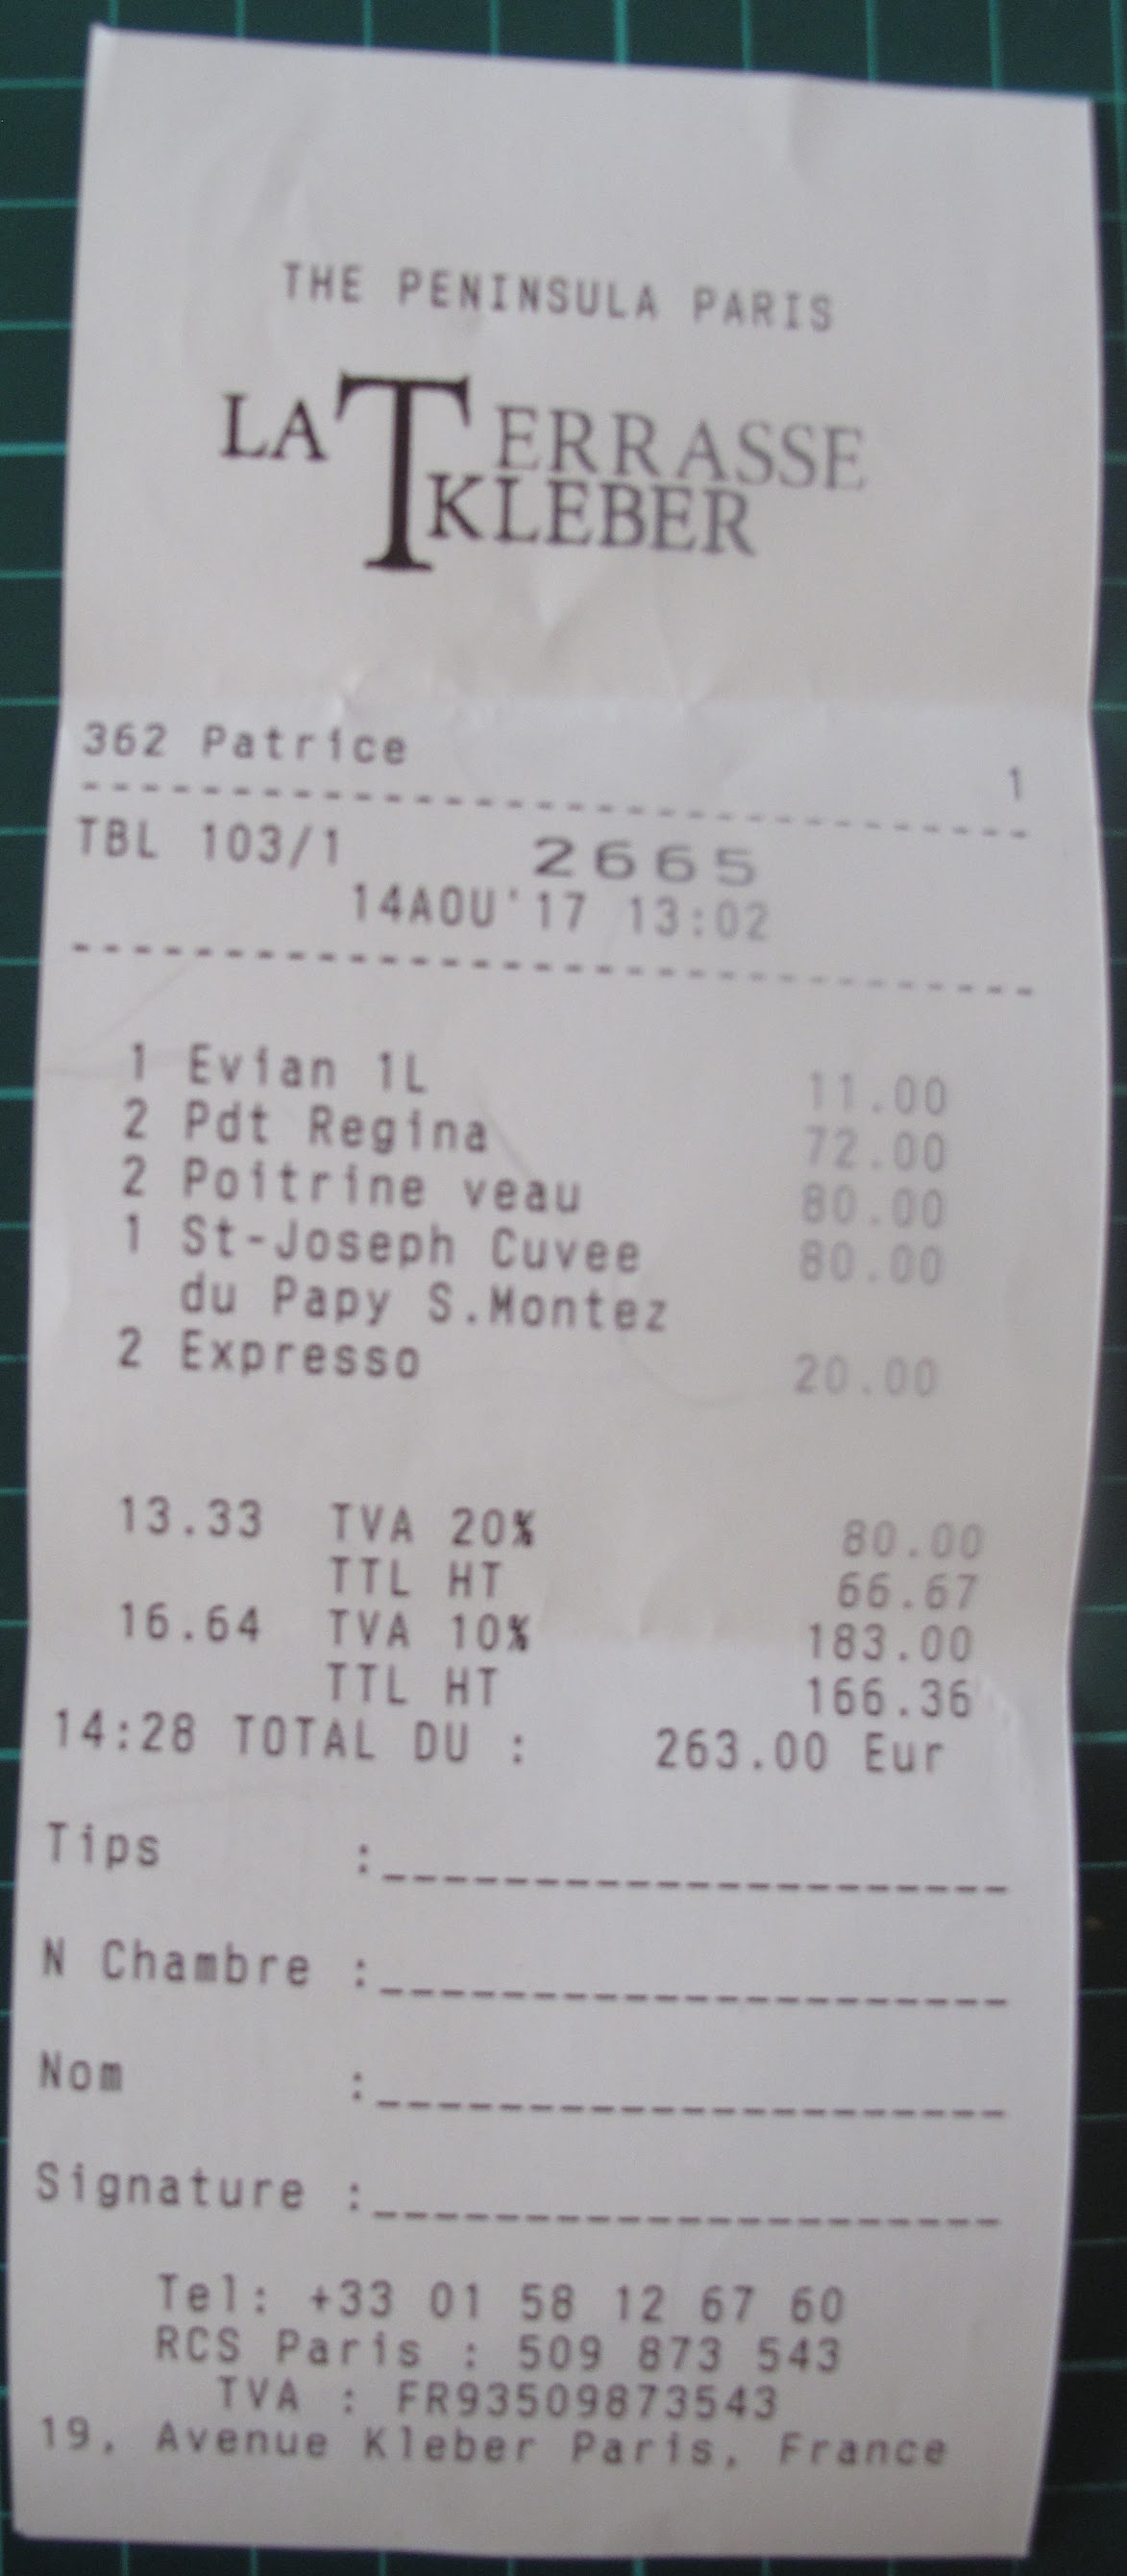 THE PENINSULA PARIS
LA TERRASSE
KLEBER
362 Patrice 1
TBL 103/1 2665
14AOU'17 13:02
1 Evian 1L 11.00
2 Pdt Regina 72.00
2 Poitrine veau 80.00
1 St-Joseph Cuvee 80.00
du Papy S.Montez
2 Expresso 20.00
13.33 TVA 20% 80.00
TTL HT 66.67
16.64 TVA 10% 183.00
TTL HT 166.36
14:28 TOTAL DU : 263.00 Eur
Tips :____________________
N Chambre :____________________
Nom :____________________
Signature :____________________
Tel: +33 01 58 12 67 60
RCS Paris : 509 873 543
TVA : FR93509873543
19, Avenue Kleber Paris, France